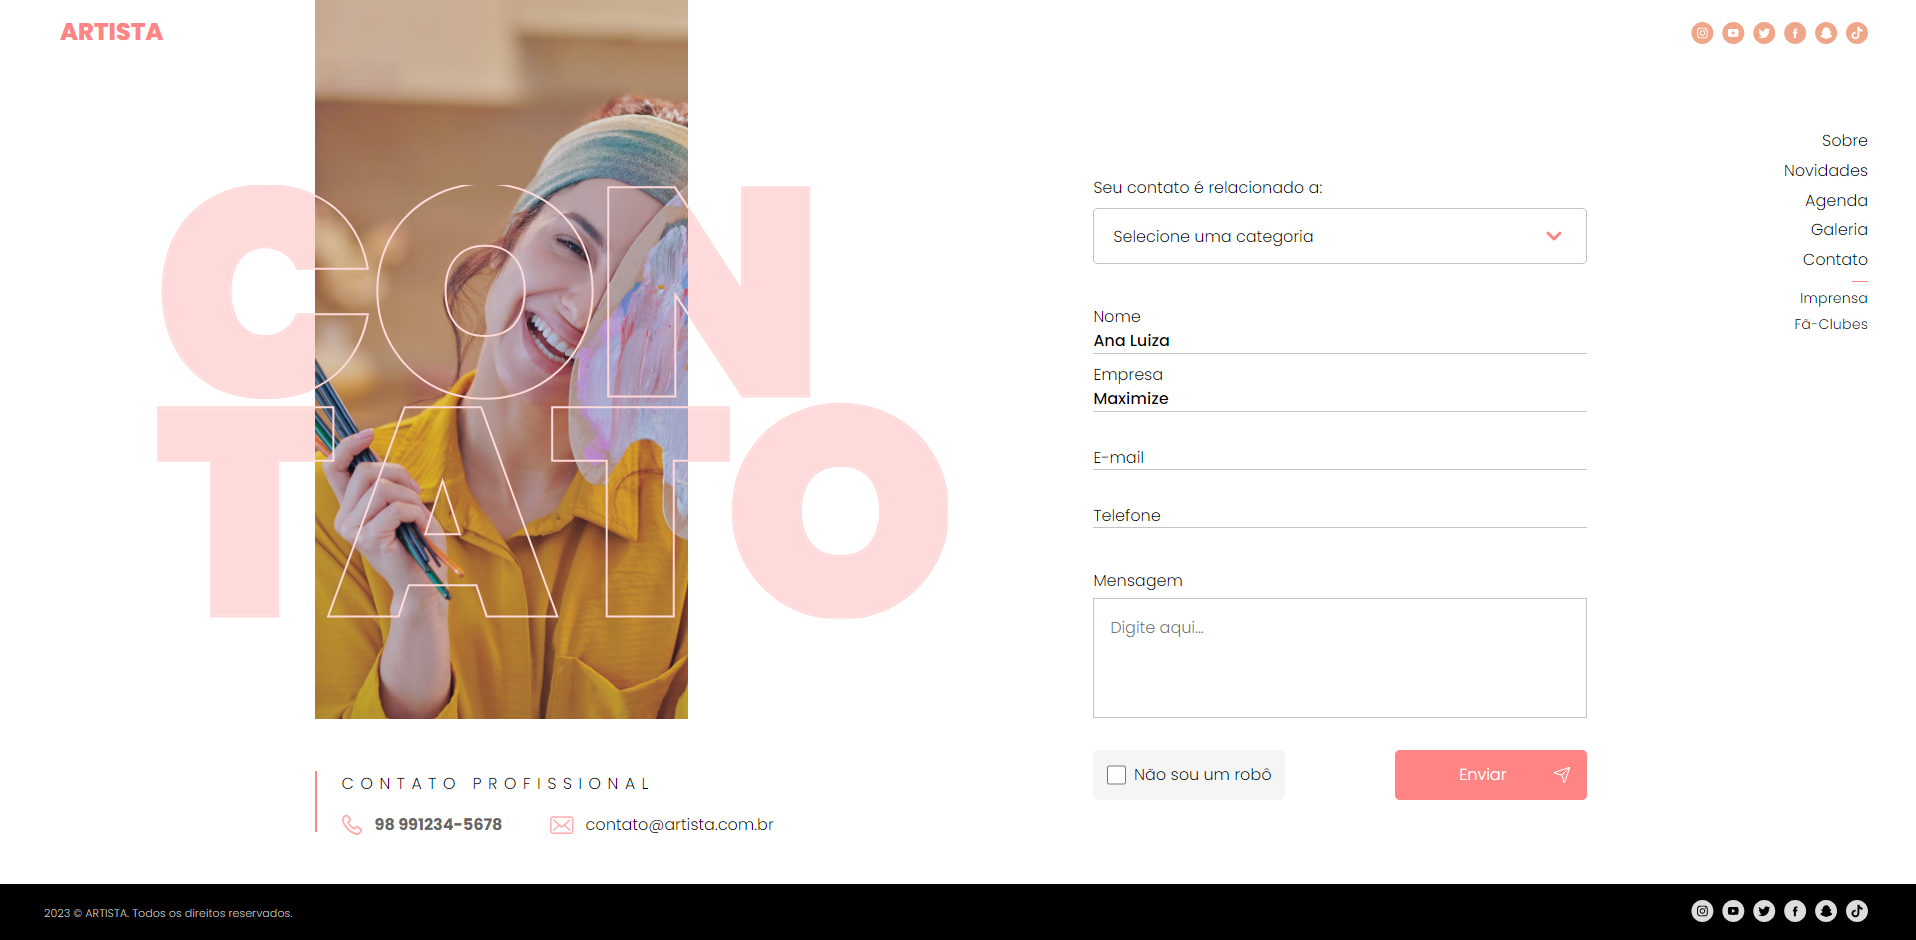 ARTISTA
Sobre
Novidades
Agenda
Galeria
Contato
Imprensa
Fã-Clubes
CON
TATO
CONTATO PROFISSIONAL
98 991234-5678
contato@artista.com.br
Seu contato é relacionado a:
Selecione uma categoria
Nome
Ana Luiza
Empresa
Maximize
E-mail
Telefone
Mensagem
Digite aqui...
Não sou um robô
Enviar
2023 © ARTISTA. Todos os direitos reservados.